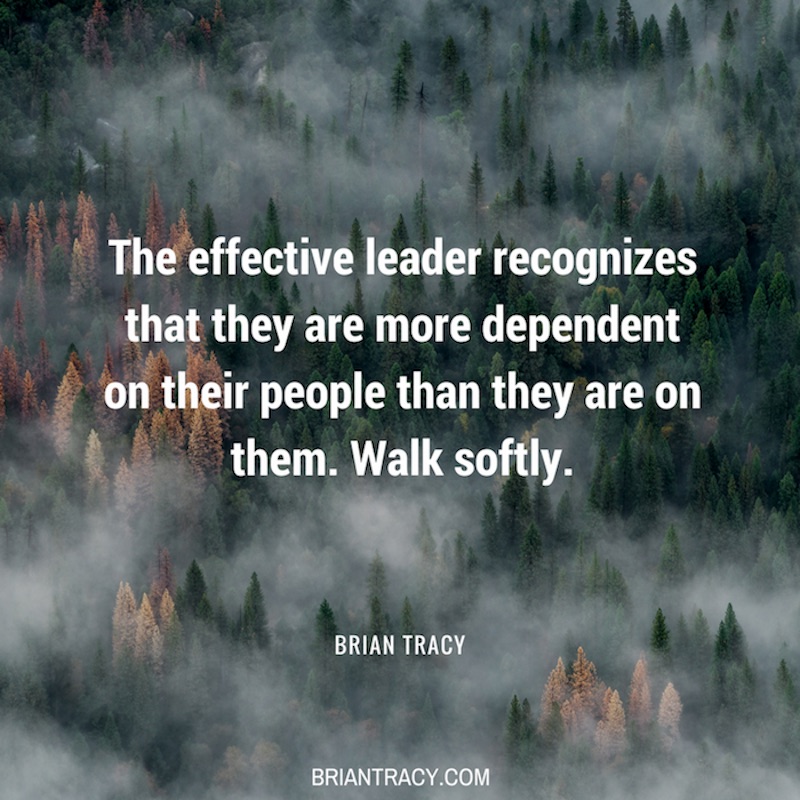 The effective leader recognizes
that they are more dependent
on their people than they are on
them. Walk softly.
BRIAN TRACY
BRIANTRACY.COM